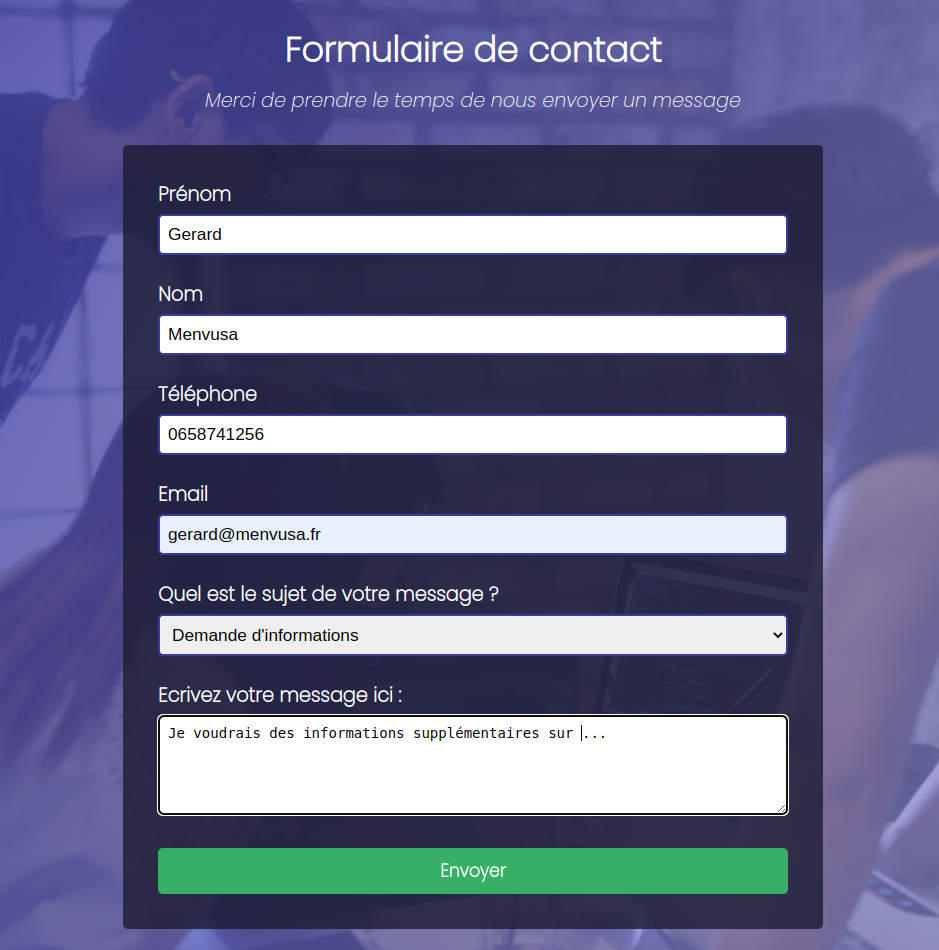 Formulaire de contact
Merci de prendre le temps de nous envoyer un message
Prénom
Gerard
Nom
Menvusa
Téléphone
0658741256
Email
gerard@menvusa.fr
Quel est le sujet de votre message ?
Demande d'informations
Ecrivez votre message ici :
Je voudrais des informations supplémentaires sur ...
Envoyer